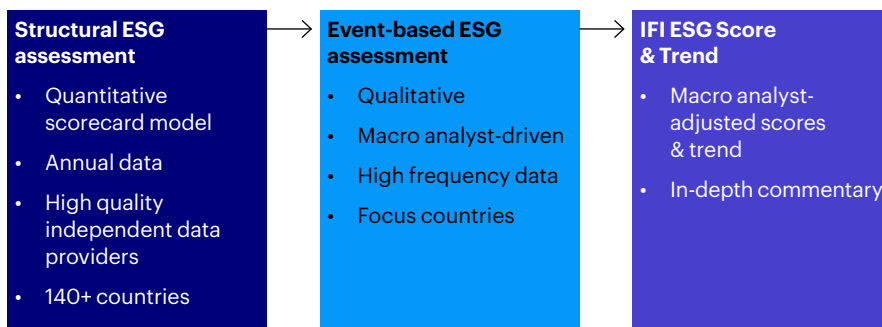 Structural ESG
assessment
• Quantitative
scorecard model
• Annual data
• High quality
independent data
providers
• 140+ countries
Event-based ESG
assessment
• Qualitative
• Macro analyst-driven
• High frequency data
• Focus countries
IFI ESG Score
& Trend
• Macro analyst-
adjusted scores
& trend
• In-depth commentary